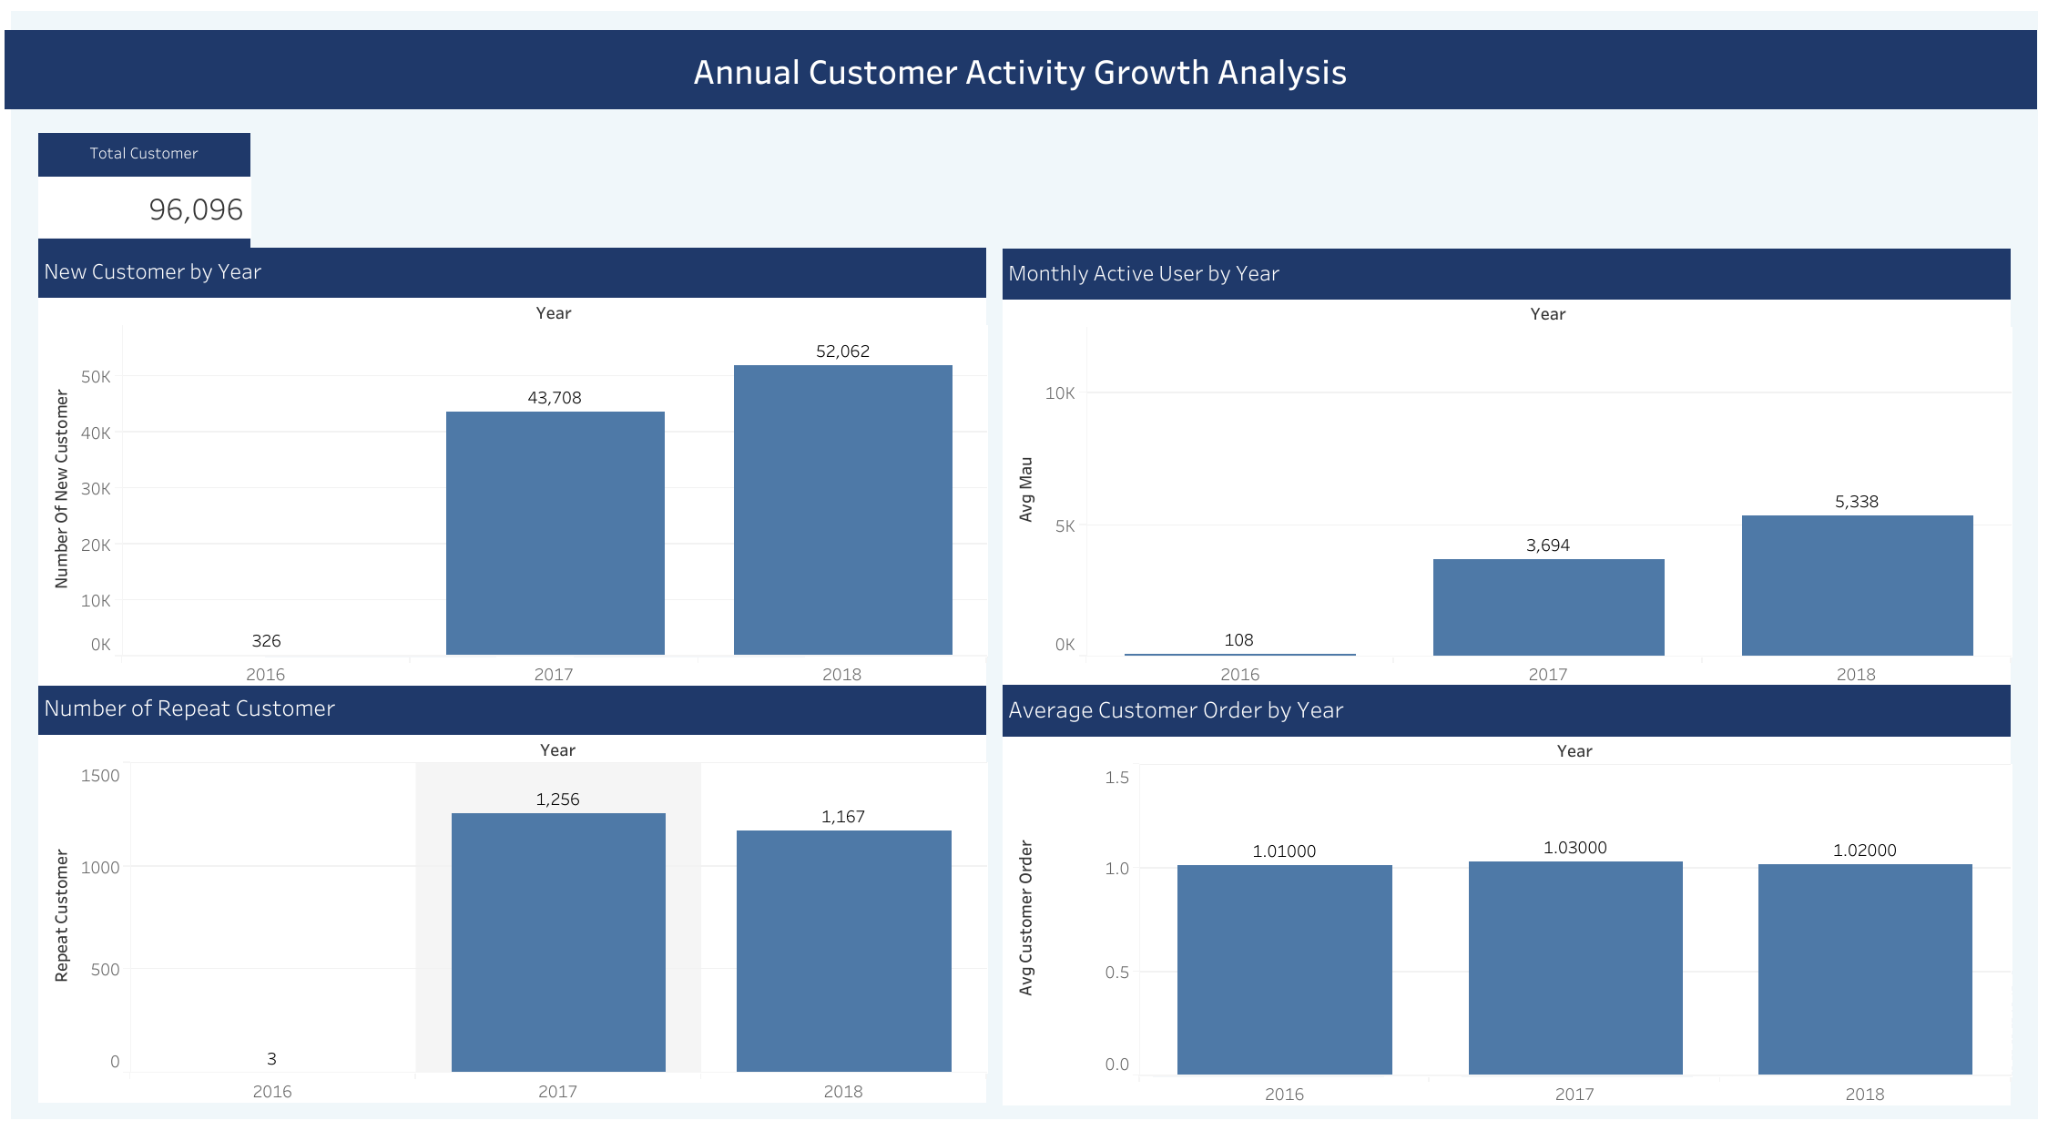 Annual Customer Activity Growth Analysis
Total Customer
96,096
New Customer by Year
Year
Number Of New Customer
50K
40K
30K
20K
10K
0K
326
43,708
52,062
2016
2017
2018
Monthly Active User by Year
Year
Avg Mau
10K
5K
0K
108
3,694
5,338
2016
2017
2018
Number of Repeat Customer
Year
Repeat Customer
1500
1000
500
0
3
1,256
1,167
2016
2017
2018
Average Customer Order by Year
Year
Avg Customer Order
1.5
1.0
0.5
0.0
1.01000
1.03000
1.02000
2016
2017
2018